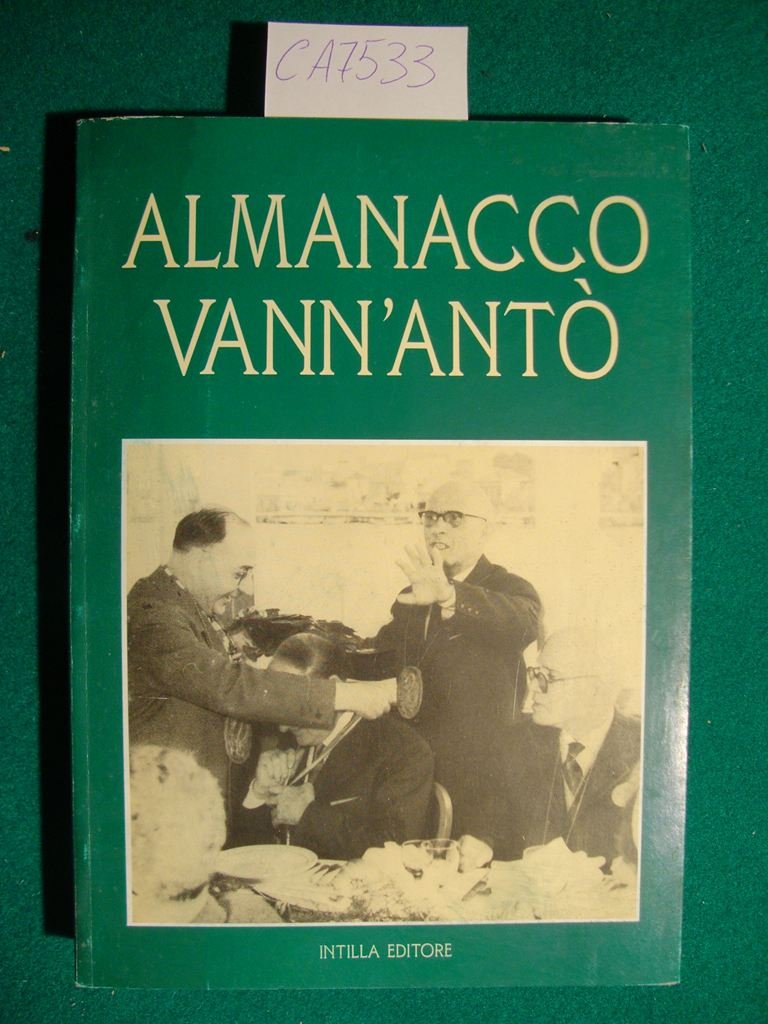 CA7533
ALMANACCO
VANN'ANTÒ
INTILLA EDITORE